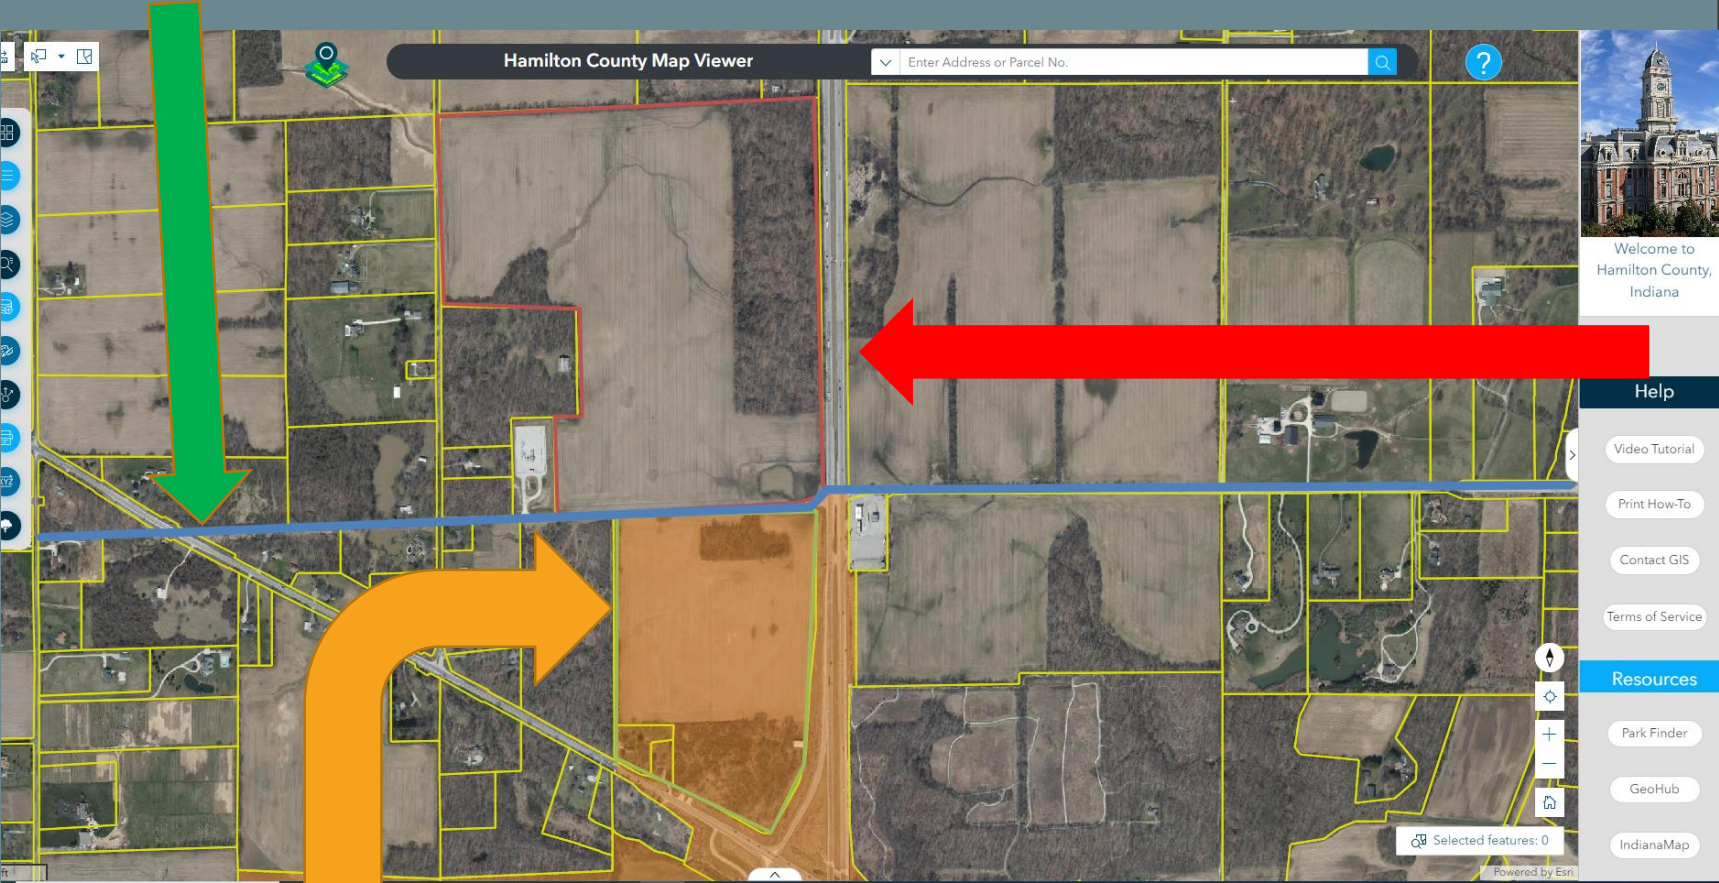 Hamilton County Map Viewer
Enter Address or Parcel No.
?
Welcome to
Hamilton County,
Indiana
Help
Video Tutorial
Print How-To
Contact GIS
Terms of Service
Resources
Park Finder
GeoHub
IndianaMap
Selected features: 0
Powered by Esri
ft